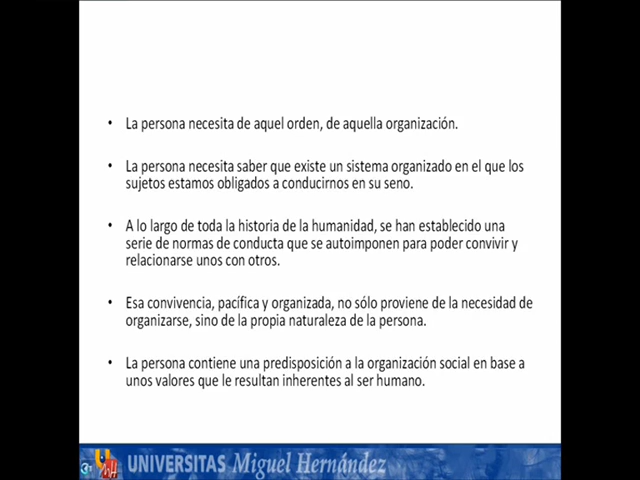 • La persona necesita de aquel orden, de aquella organización.
• La persona necesita saber que existe un sistema organizado en el que los
sujetos estamos obligados a conducirnos en su seno.
• A lo largo de toda la historia de la humanidad, se han establecido una
serie de normas de conducta que se autoimponen para poder convivir y
relacionarse unos con otros.
• Esa convivencia, pacífica y organizada, no sólo proviene de la necesidad de
organizarse, sino de la propia naturaleza de la persona.
• La persona contiene una predisposición a la organización social en base a
unos valores que le resultan inherentes al ser humano.
UNIVERSITAS Miguel Hernández